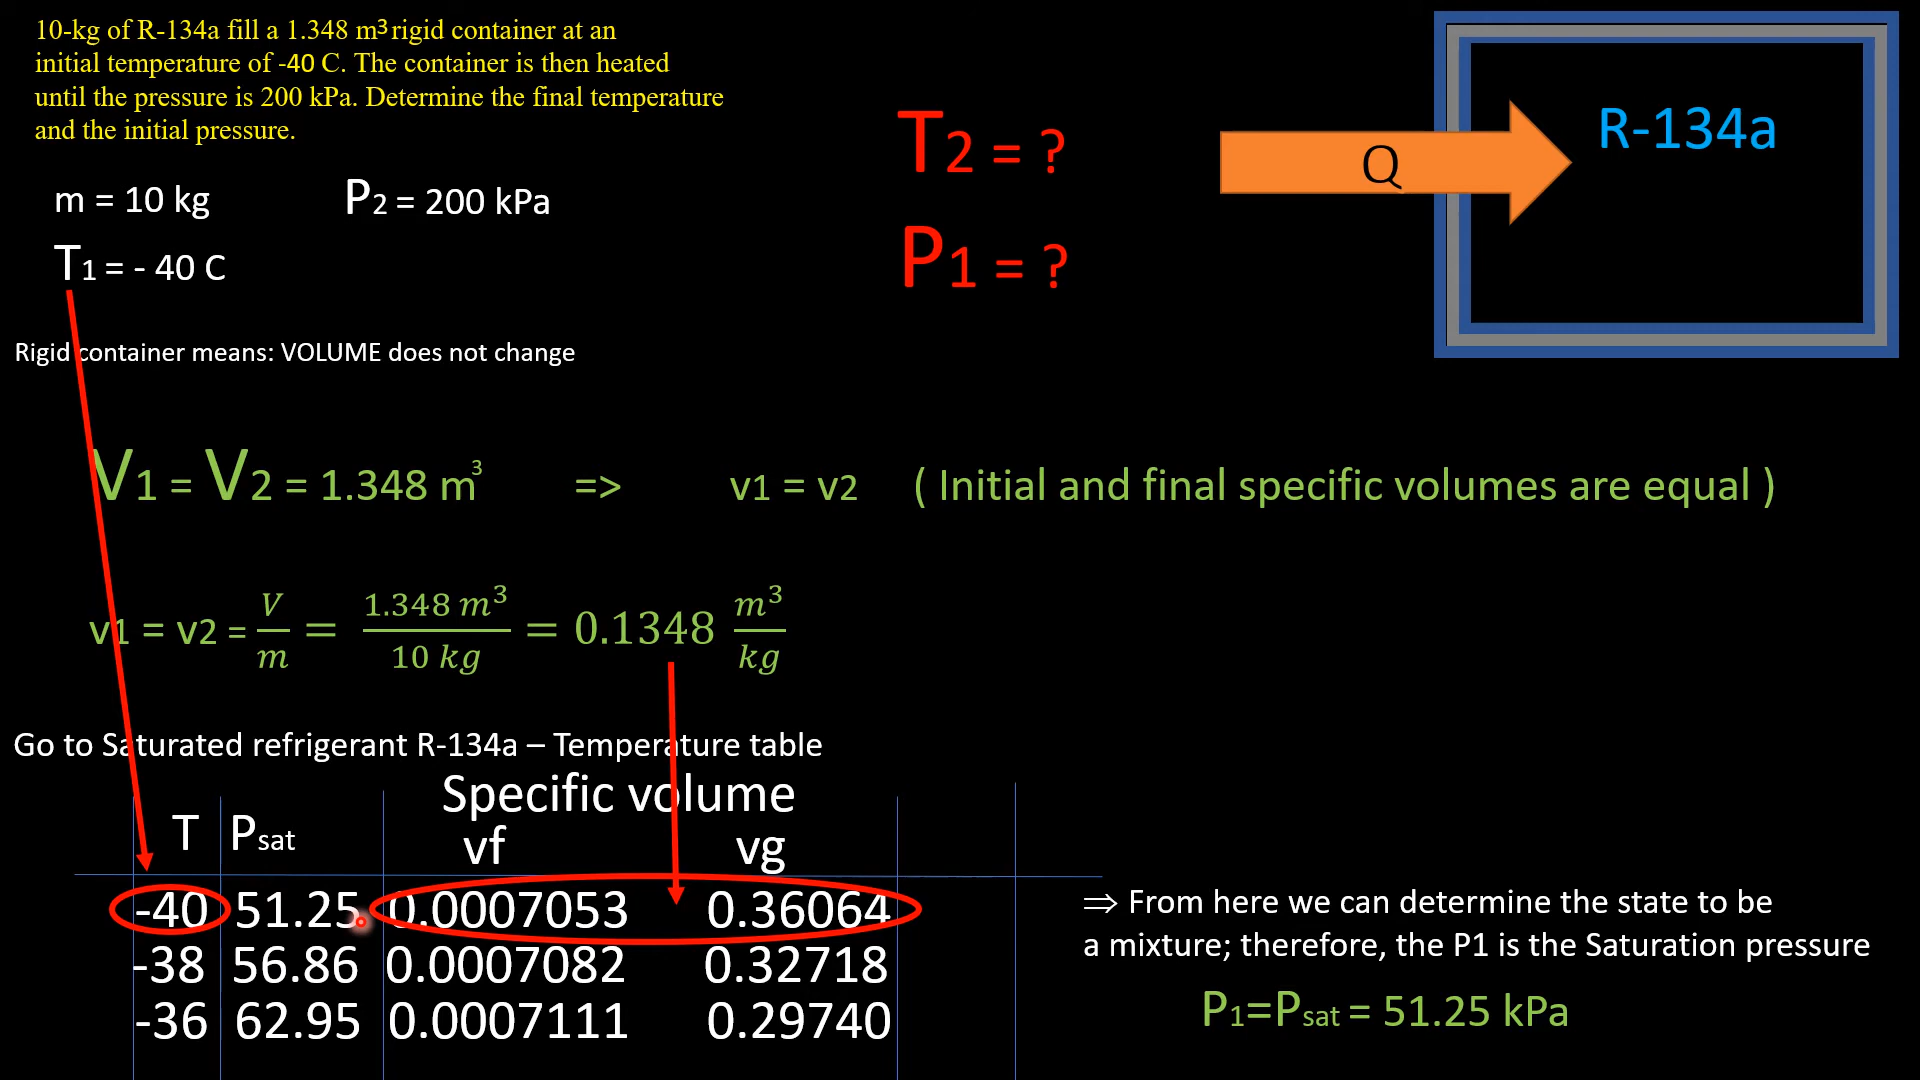 10-kg of R-134a fill a 1.348 m³ rigid container at an
initial temperature of -40 C. The container is then heated
until the pressure is 200 kPa. Determine the final temperature
and the initial pressure.
m = 10 kg
P2 = 200 kPa
T1 = - 40 C
T2 = ?
P1 = ?
Q
R-134a
Rigid container means: VOLUME does not change
V1 = V2 = 1.348 m³ => v1 = v2 ( Initial and final specific volumes are equal )
v1 = v2 = V/m = 1.348 m³/10 kg = 0.1348 m³/kg
Go to Saturated refrigerant R-134a – Temperature table
Specific volume
T Psat vf vg
-40 51.25 0.0007053 0.36064
-38 56.86 0.0007082 0.32718
-36 62.95 0.0007111 0.29740
⇒ From here we can determine the state to be
a mixture; therefore, the P1 is the Saturation pressure
P1=Psat = 51.25 kPa